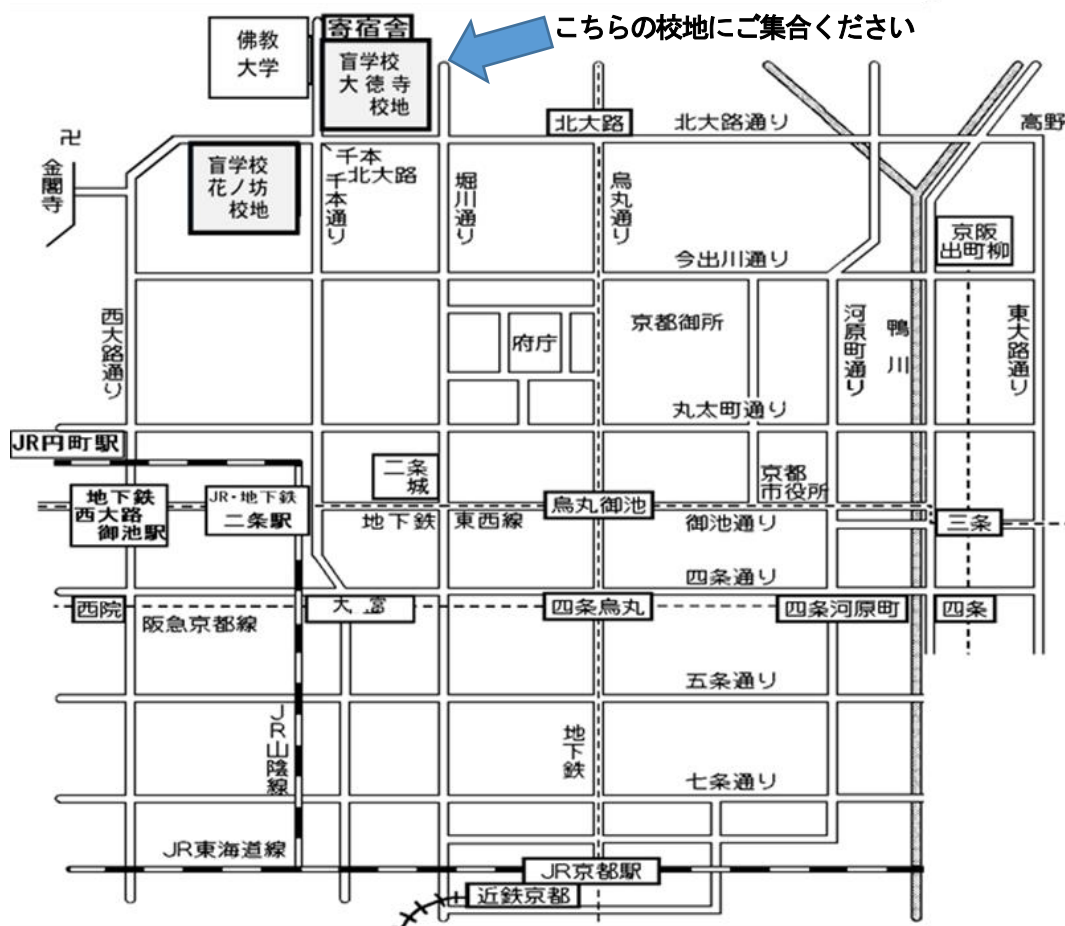 こちらの校地にご集合ください
寄宿舎
佛教
大学
盲学校
大徳寺
校地
北大路
北大路通り
高野
卍
金閣寺
盲学校
花ノ坊
校地
千本
北大路
千本通り
堀川通り
烏丸通り
京阪
出町柳
今出川通り
西大路通り
京都御所
府庁
河原町通り
鴨川
東大路通り
丸太町通り
JR円町駅
二条
城
京都
市役所
地下鉄
西大路
御池駅
JR・地下鉄
二条駅
地下鉄
東西線
烏丸御池
御池通り
三条
四条通り
西院
大宮
四条烏丸
四条河原町
四条
阪急京都線
五条通り
JR山陰線
地下鉄
七条通り
JR東海道線
JR京都駅
近鉄京都